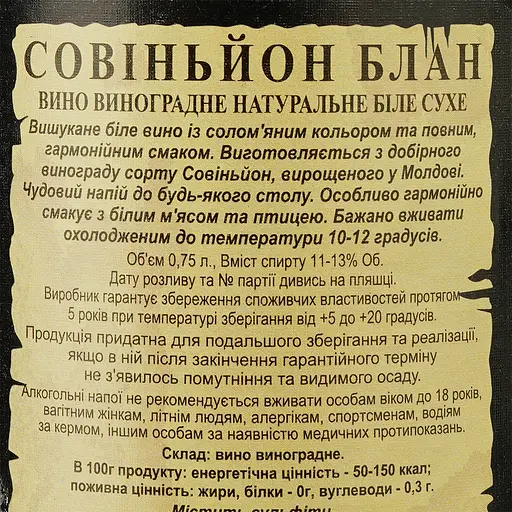 СОВІНЬЙОН БЛАН
ВИНО ВИНОГРАДНЕ НАТУРАЛЬНЕ БІЛЕ СУХЕ
Вишукане біле вино із солом'яним кольором та повним,
гармонійним смаком. Виготовляється з добірного
винограду сорту Совіньйон, вирощеного у Молдові.
Чудовий напій до будь-якого столу. Особливо гармонійно
смакує з білим м'ясом та птицею. Бажано вживати
охолодженим до температури 10-12 градусів.
Об'єм 0,75 л., Вміст спирту 11-13% Об.
Дату розливу та № партії дивись на пляшці.
Виробник гарантує збереження споживчих властивостей протягом
5 років при температурі зберігання від +5 до +20 градусів.
Продукція придатна для подальшого зберігання та реалізації,
якщо в ній після закінчення гарантійного терміну
не з'явилось помутніння та видимого осаду.
Алкогольні напої не рекомендується вживати особам віком до 18 років,
вагітним жінкам, літнім людям, алергікам, спортсменам, водіям
за кермом, іншим особам за наявністю медичних протипоказань.
Склад: вино виноградне.
В 100г продукту: енергетична цінність - 50-150 ккал;
поживна цінність: жири, білки - 0г, вуглеводи - 0,3 г.
Містить сульфіти